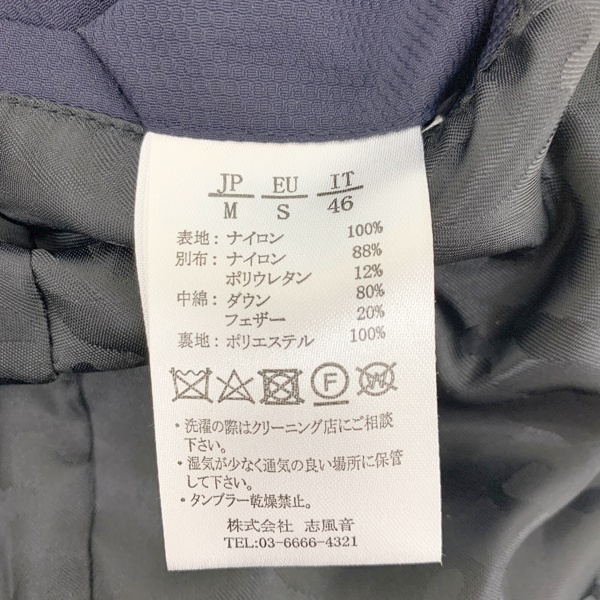 JP EU IT
M S 46
表地：ナイロン 100%
別布：ナイロン 88%
ポリウレタン 12%
中綿：ダウン 80%
フェザー 20%
裏地：ポリエステル 100%
F W
・洗濯の際はクリーニング店にご相談
下さい。
・湿気が少なく通気の良い場所に保管
して下さい。
・タンブラー乾燥禁止。
株式会社 志風音
TEL:03-6666-4321